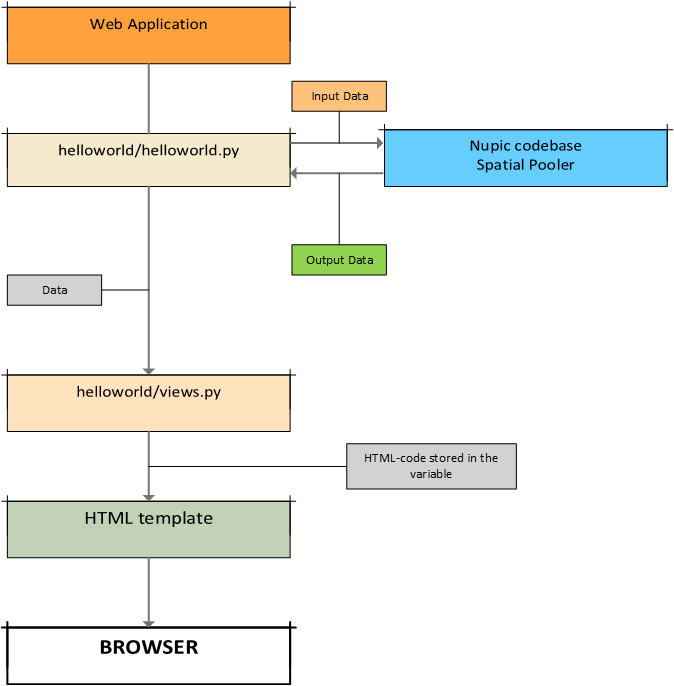 Web Application
Input Data
helloworld/helloworld.py
Nupic codebase
Spatial Pooler
Output Data
Data
helloworld/views.py
HTML-code stored in the
variable
HTML template
BROWSER